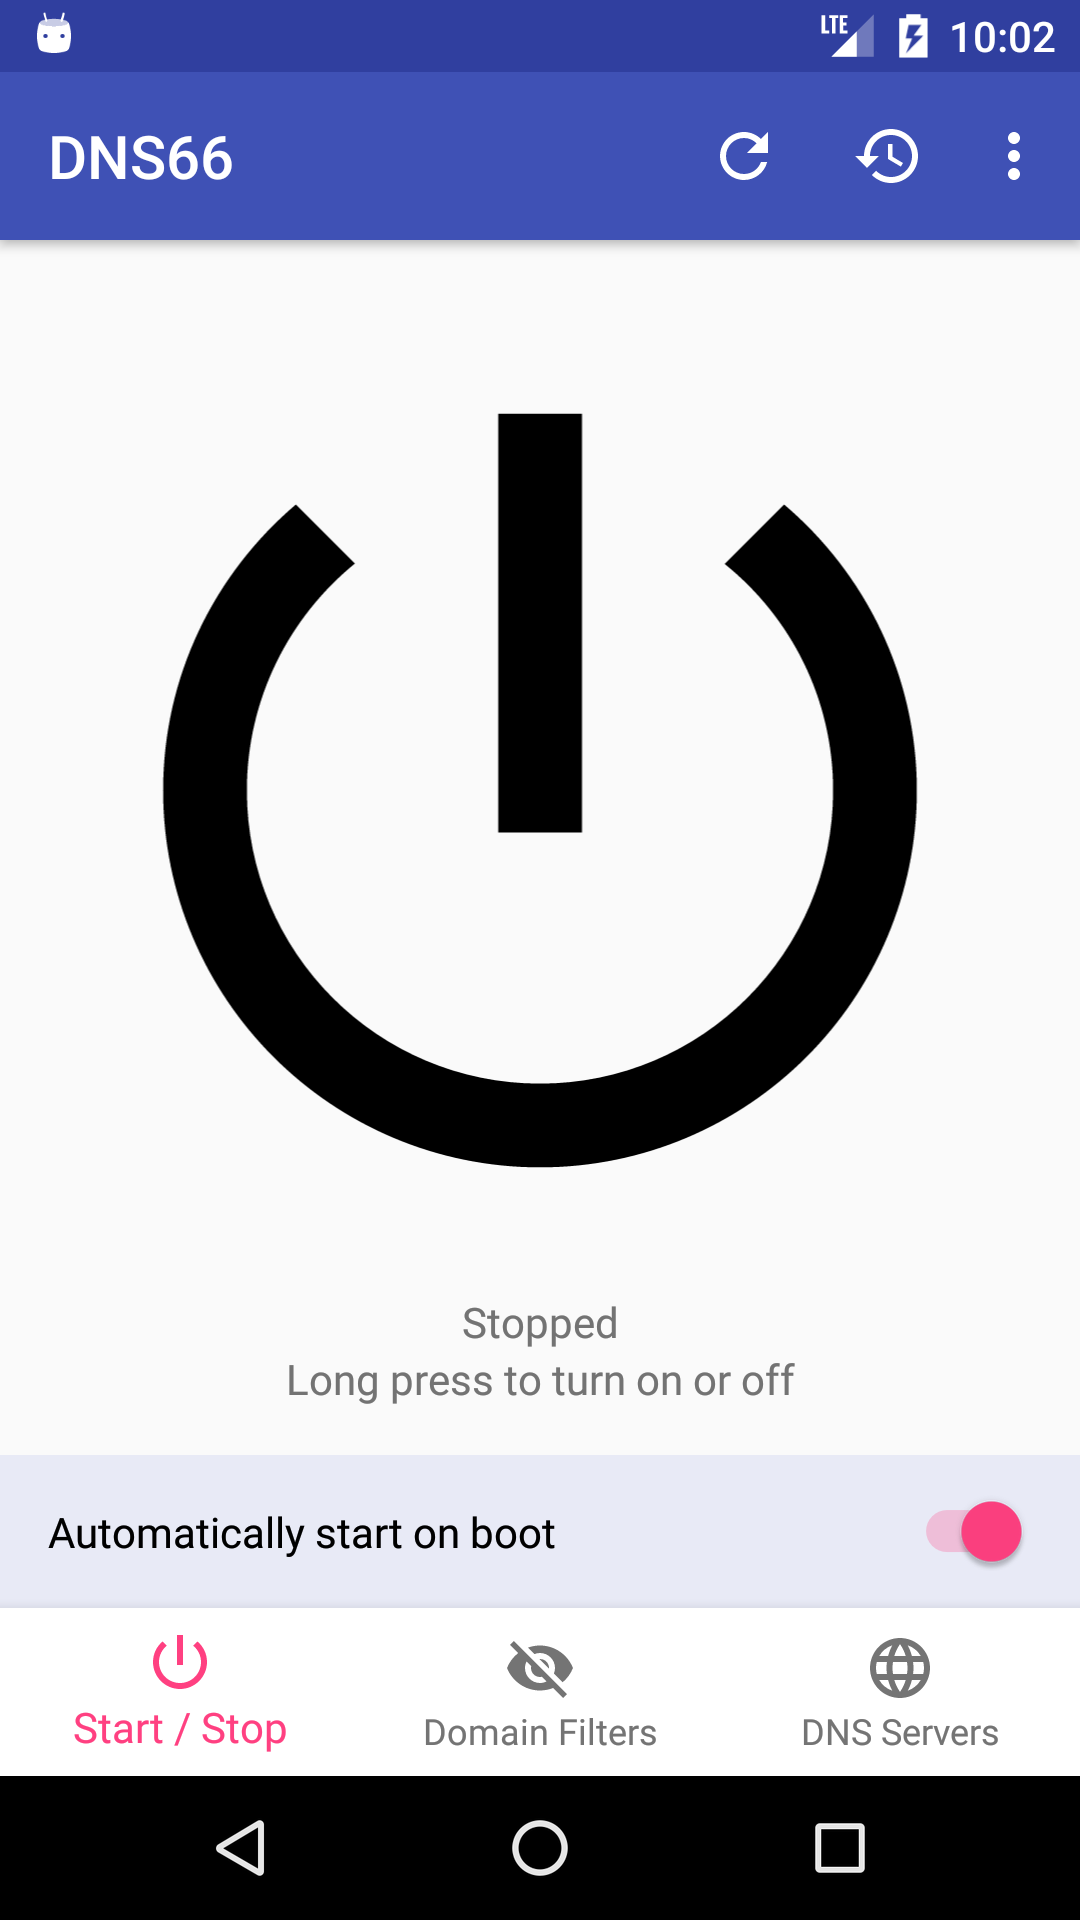 LTE 10:02
DNS66
Stopped
Long press to turn on or off
Automatically start on boot
Start / Stop Domain Filters DNS Servers